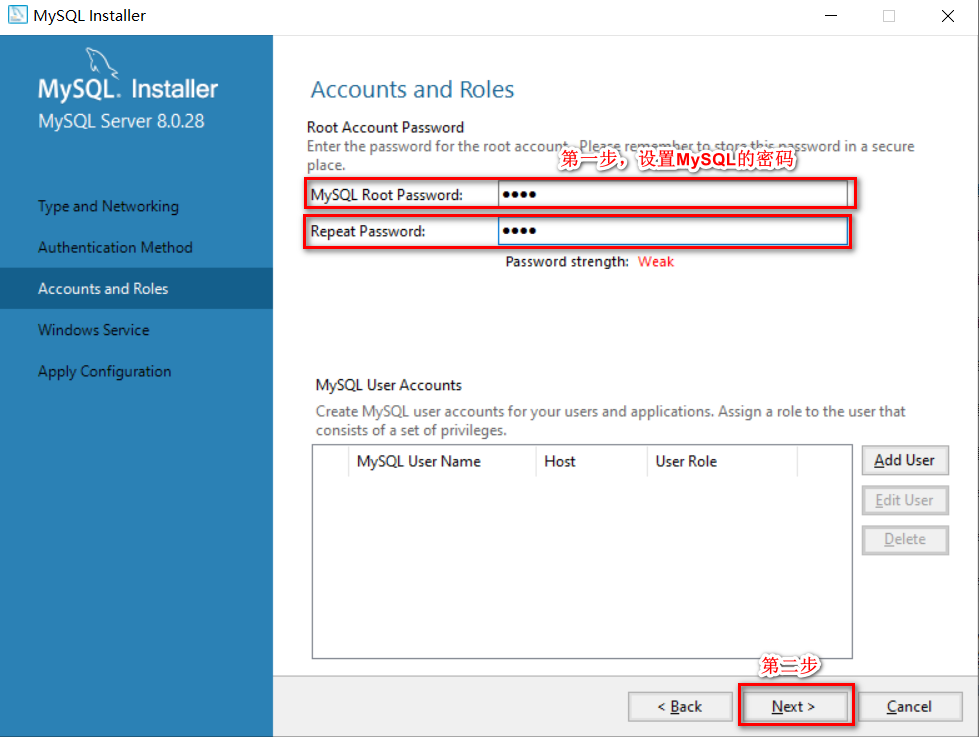 MySQL Installer
MySQL. Installer
MySQL Server 8.0.28
Type and Networking
Authentication Method
Accounts and Roles
Windows Service
Apply Configuration
Accounts and Roles
Root Account Password
Enter the password for the root account. Please remember to store this password in a secure
place.
第一步，设置MySQL的密码
MySQL Root Password: ●●●●
Repeat Password: ●●●●
Password strength: Weak
MySQL User Accounts
Create MySQL user accounts for your users and applications. Assign a role to the user that
consists of a set of privileges.
MySQL User Name Host User Role
Add User
Edit User
Delete
第二步
< Back Next > Cancel